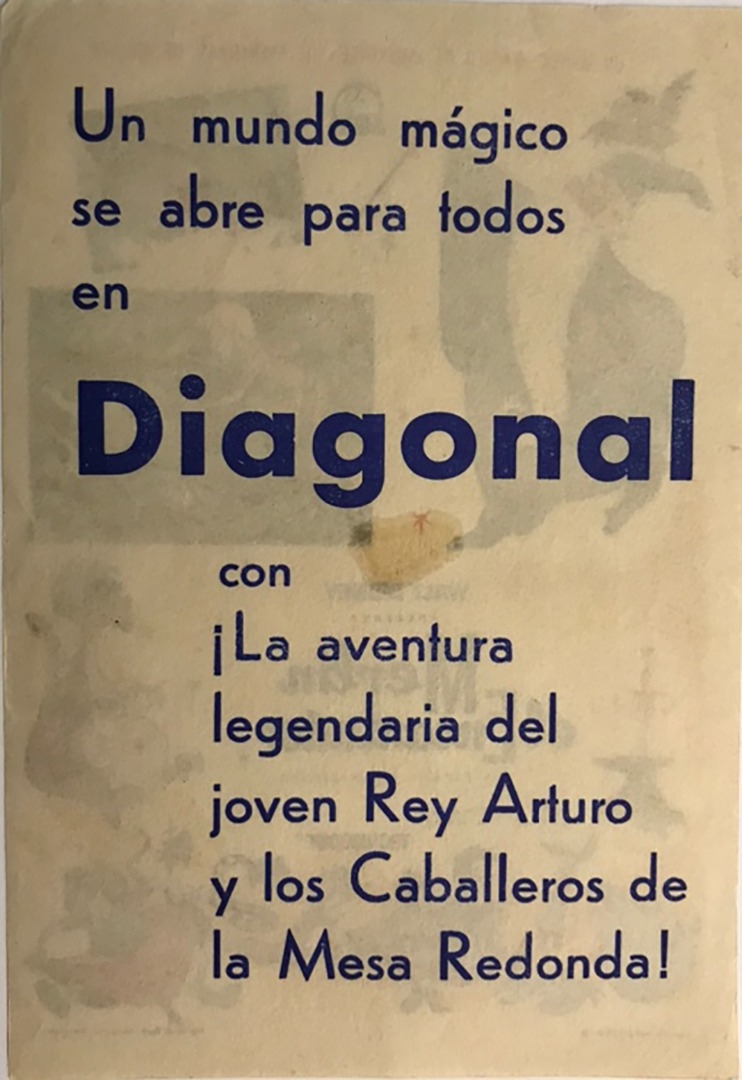 Un mundo mágico
se abre para todos
en
Diagonal
con
¡La aventura
legendaria del
joven Rey Arturo
y los Caballeros de
la Mesa Redonda!